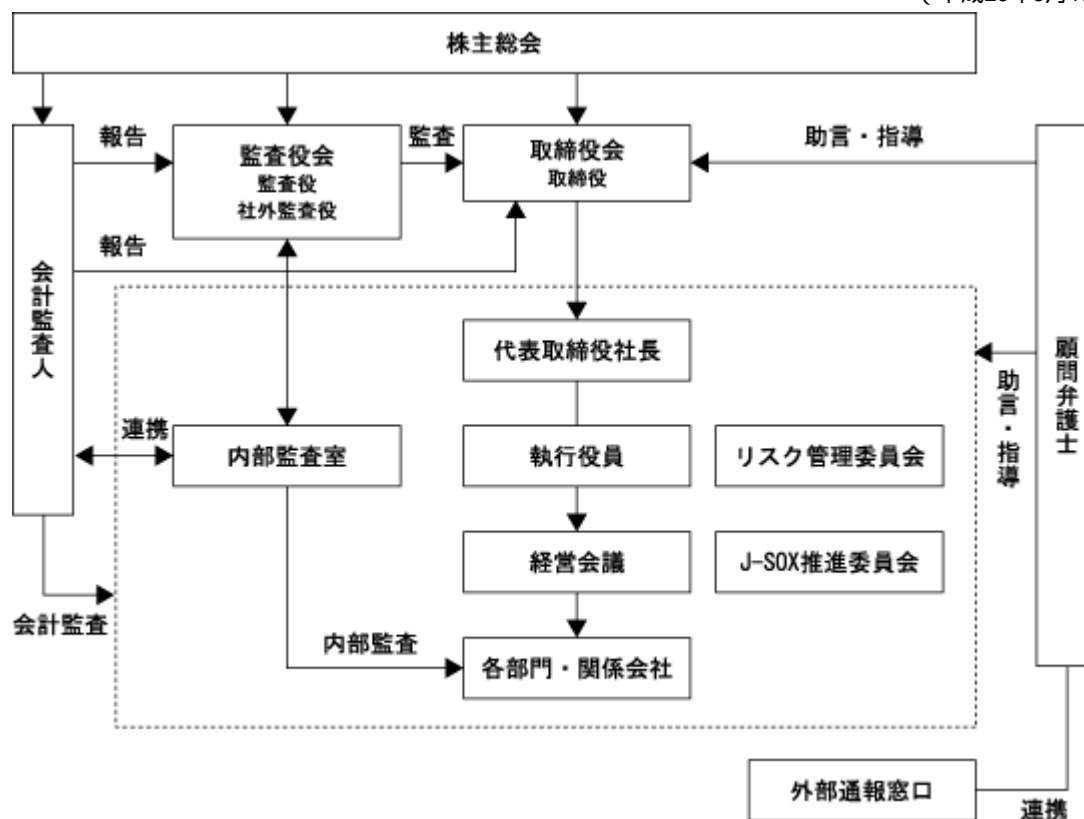 株主総会
報告
監査役会
監査役
社外監査役
監査
取締役会
取締役
助言・指導
報告
会計監査人
代表取締役社長
顧問弁護士
助言・指導
連携
内部監査室
執行役員
リスク管理委員会
経営会議
J-SOX推進委員会
会計監査
内部監査
各部門・関係会社
外部通報窓口
連携